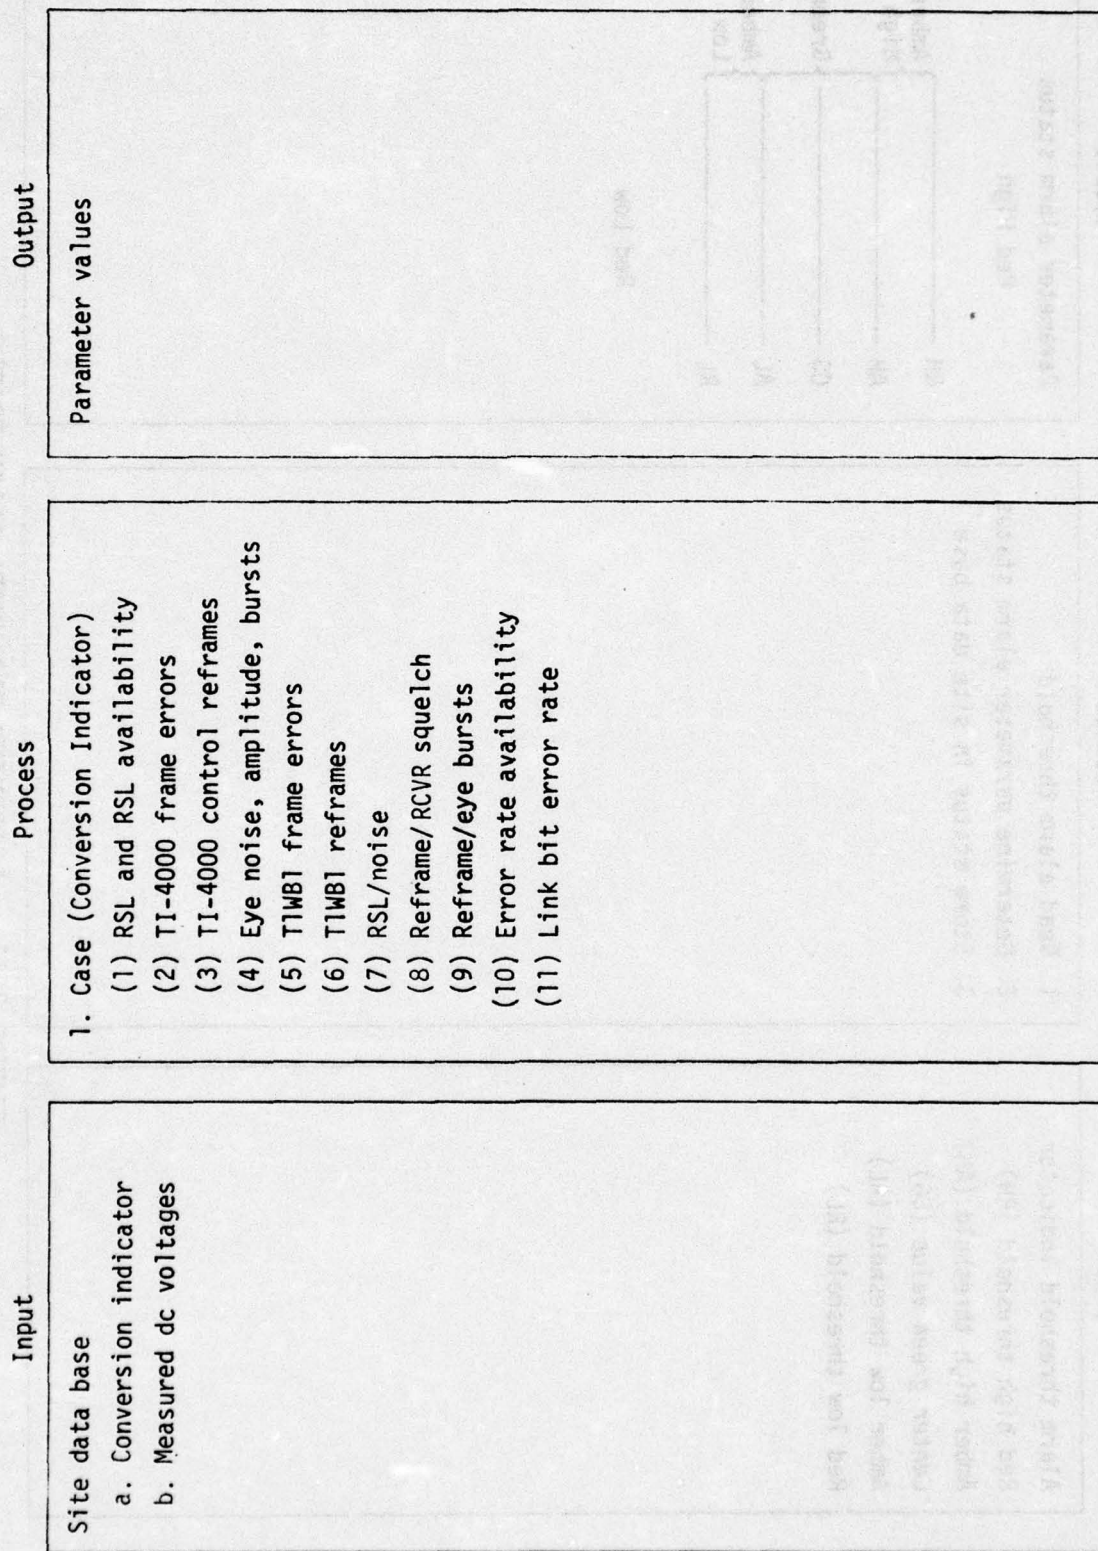 Input
Site data base
a. Conversion indicator
b. Measured dc voltages
Process
1. Case (Conversion Indicator)
(1) RSL and RSL availability
(2) TI-4000 frame errors
(3) TI-4000 control reframes
(4) Eye noise, amplitude, bursts
(5) T1WB1 frame errors
(6) T1WB1 reframes
(7) RSL/noise
(8) Reframe/RCVR squelch
(9) Reframe/eye bursts
(10) Error rate availability
(11) Link bit error rate
Output
Parameter values